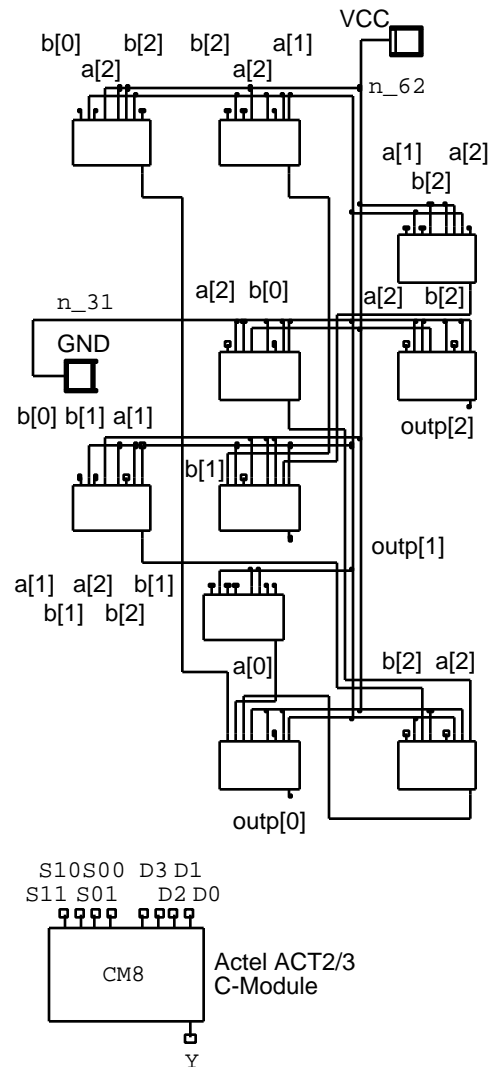 VCC
b[0] b[2] b[2] a[1]
a[2] a[2]
n_62
a[1] a[2]
b[2]
n_31
a[2] b[0] a[2] b[2]
GND
b[0] b[1] a[1]
outp[2]
b[1]
outp[1]
a[1] a[2] b[1]
b[1] b[2]
a[0] b[2] a[2]
outp[0]
S10 S00 D3 D1
S11 S01 D2 D0
CM8
Actel ACT2/3
C-Module
Y